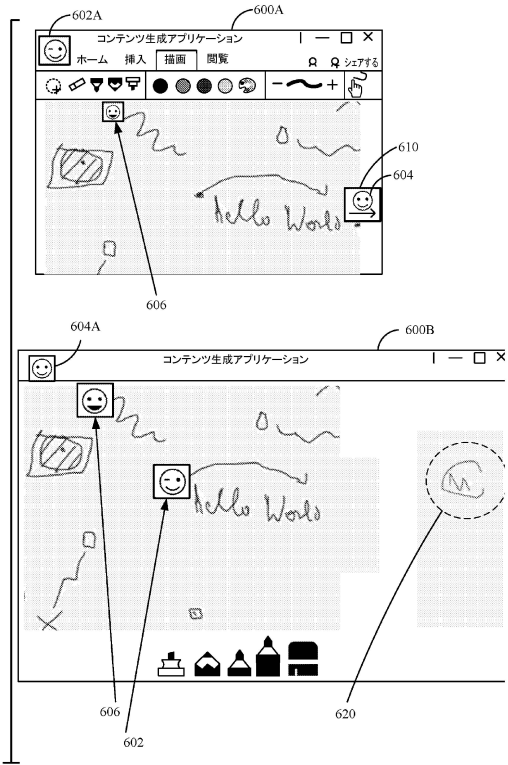 602A
600A
コンテンツ生成アプリケーション
ホーム 挿入 描画 閲覧 シェアする
610
604
Hello World
606
604A
600B
コンテンツ生成アプリケーション
Hello World
M
606
602
620